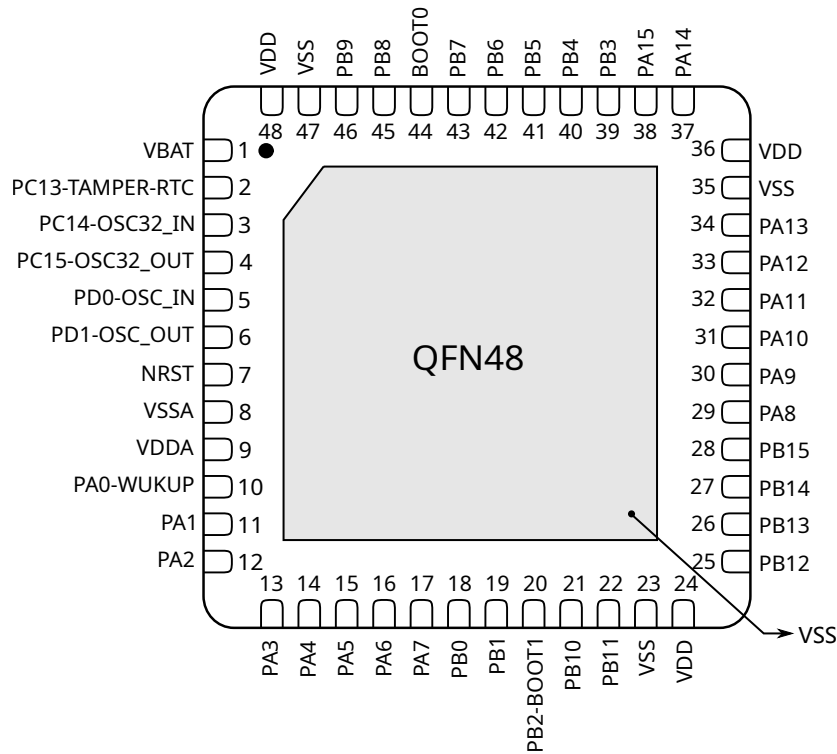 VDD VSS PB9 PB8 BOOT0 PB7 PB6 PB5 PB4 PB3 PA15 PA14
48 47 46 45 44 43 42 41 40 39 38 37
VBAT 1
PC13-TAMPER-RTC 2
PC14-OSC32_IN 3
PC15-OSC32_OUT 4
PD0-OSC_IN 5
PD1-OSC_OUT 6
NRST 7
VSSA 8
VDDA 9
PA0-WUKUP 10
PA1 11
PA2 12
QFN48
36 VDD
35 VSS
34 PA13
33 PA12
32 PA11
31 PA10
30 PA9
29 PA8
28 PB15
27 PB14
26 PB13
25 PB12
13 14 15 16 17 18 19 20 21 22 23 24
PA3 PA4 PA5 PA6 PA7 PB0 PB1 PB2-BOOT1 PB10 PB11 VSS VDD
VSS